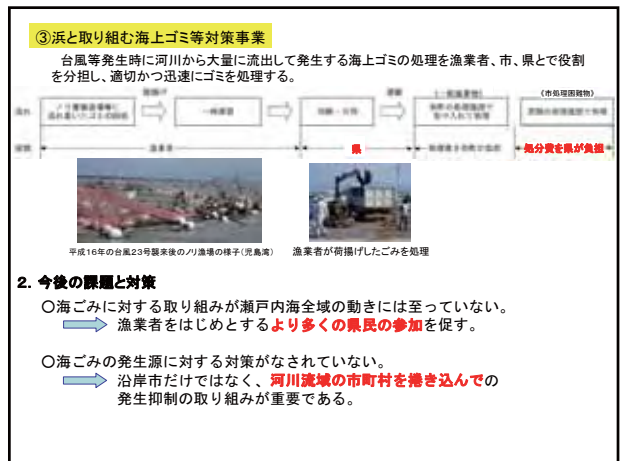 ③浜と取り組む海上ゴミ等対策事業
台風等発生時に河川から大量に流出して発生する海上ゴミの処理を漁業者、市、県とで役割
を分担し、適切かつ迅速にゴミを処理する。
(市処理困難物)
県
処分費を県が負担
平成16年の台風23号襲来後のノリ漁場の様子(児島湾)
漁業者が荷揚げしたごみを処理
2．今後の課題と対策
○海ごみに対する取り組みが瀬戸内海全域の動きには至っていない。
漁業者をはじめとするより多くの県民の参加を促す。
○海ごみの発生源に対する対策がなされていない。
沿岸市だけではなく、河川流域の市町村を捲き込んでの
発生抑制の取り組みが重要である。